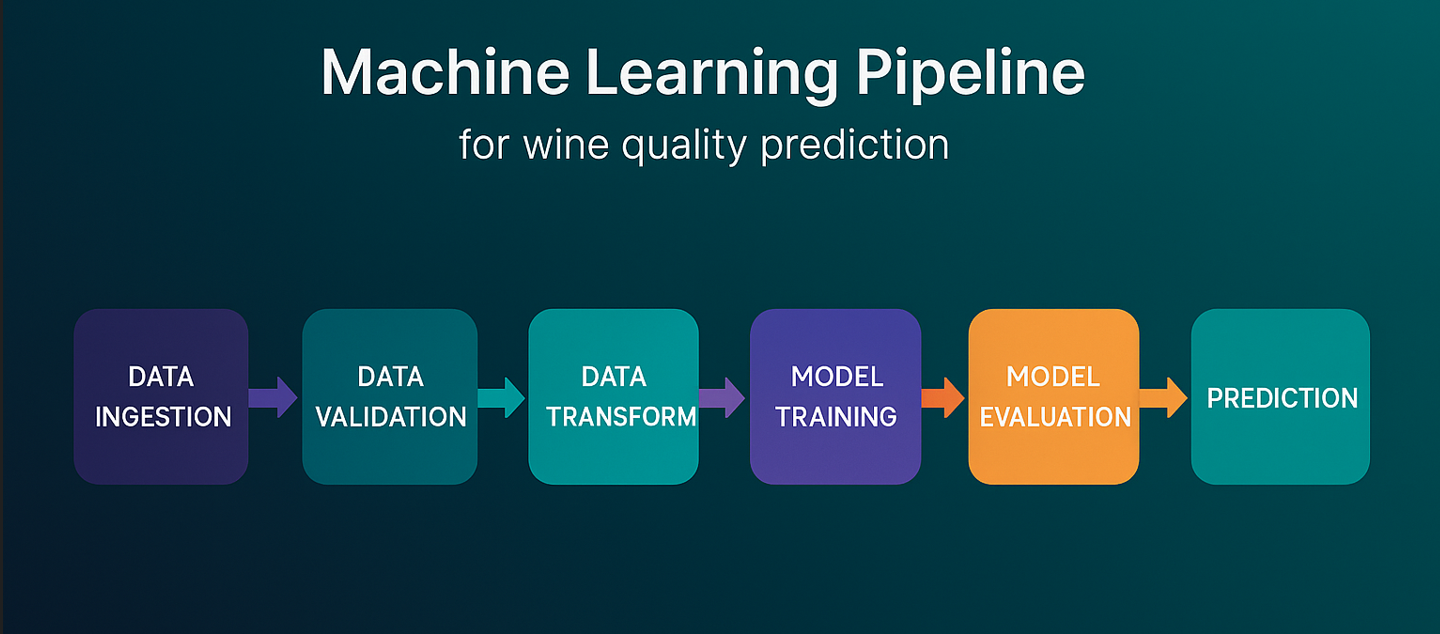 Machine Learning Pipeline
for wine quality prediction
DATA
INGESTION
DATA
VALIDATION
DATA
TRANSFORM
MODEL
TRAINING
MODEL
EVALUATION
PREDICTION